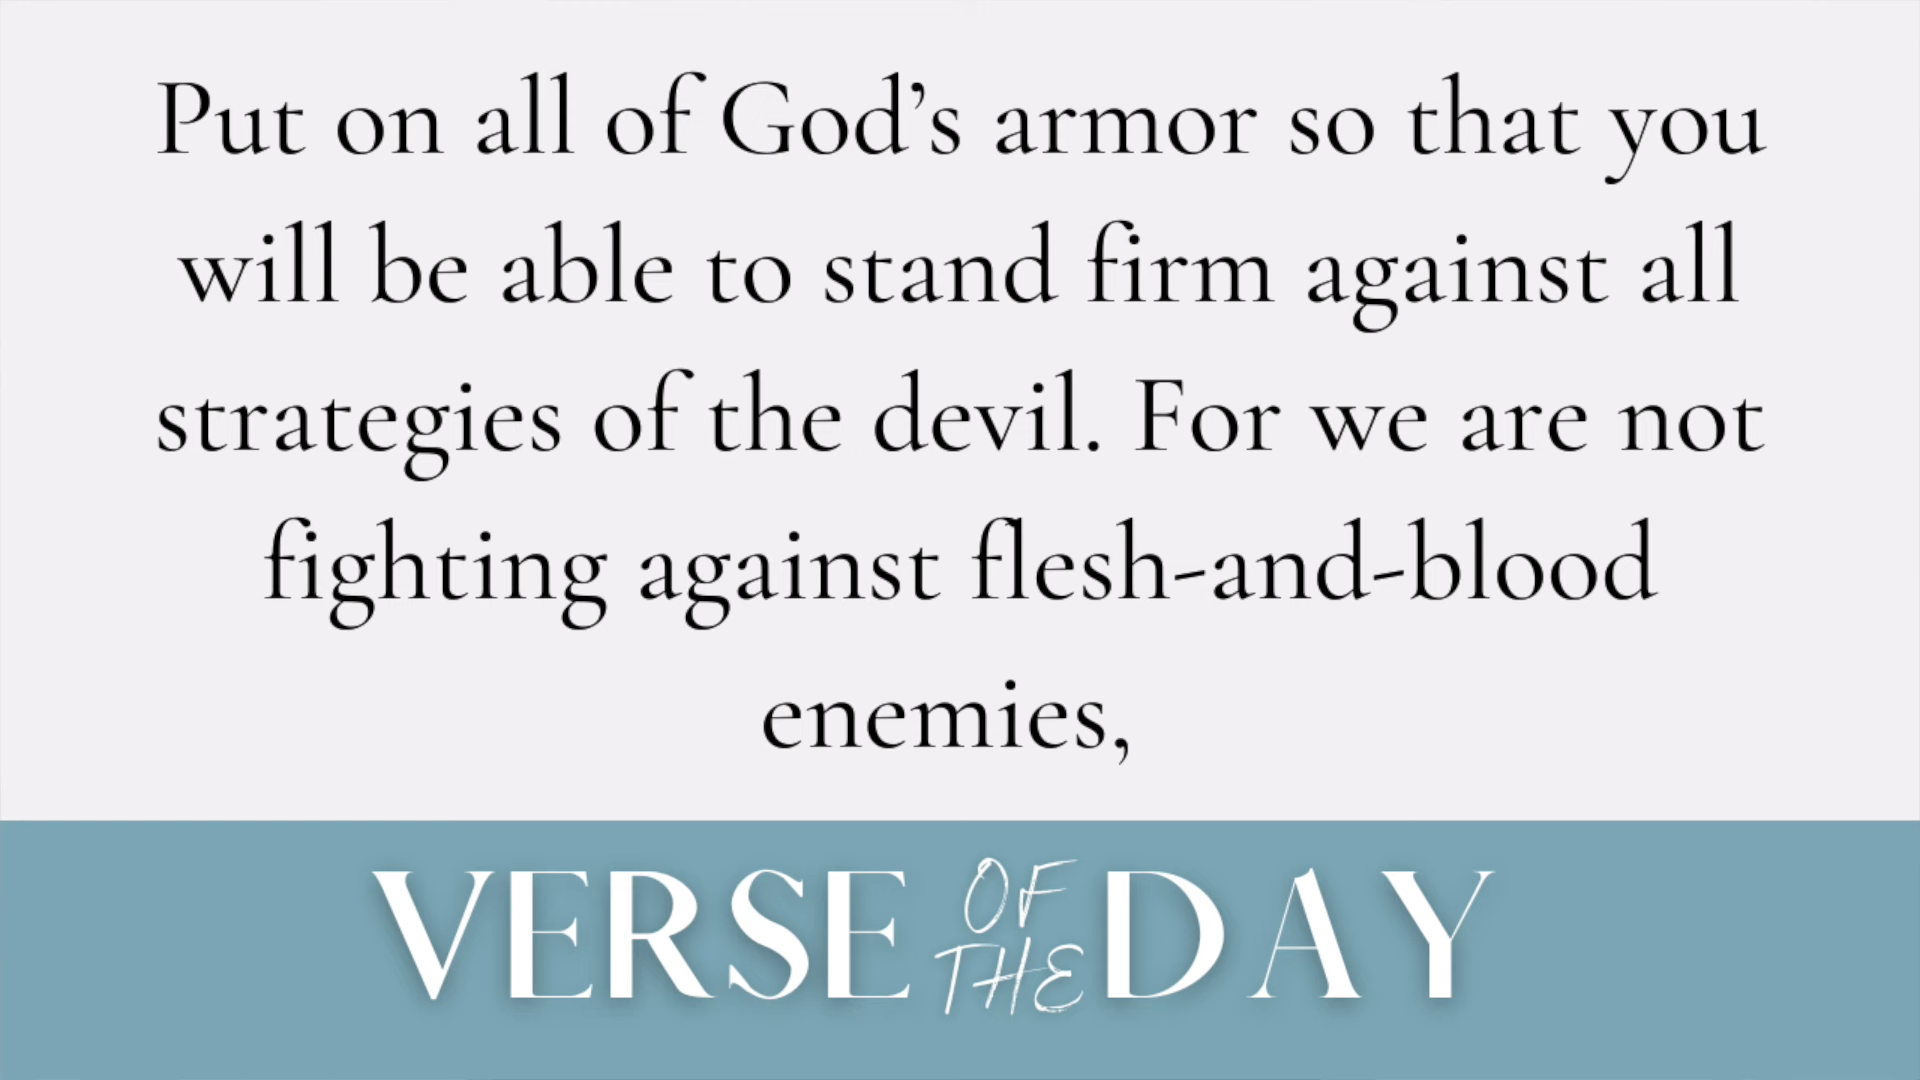 Put on all of God’s armor so that you
will be able to stand firm against all
strategies of the devil. For we are not
fighting against flesh-and-blood
enemies,
VERSE OF THE DAY